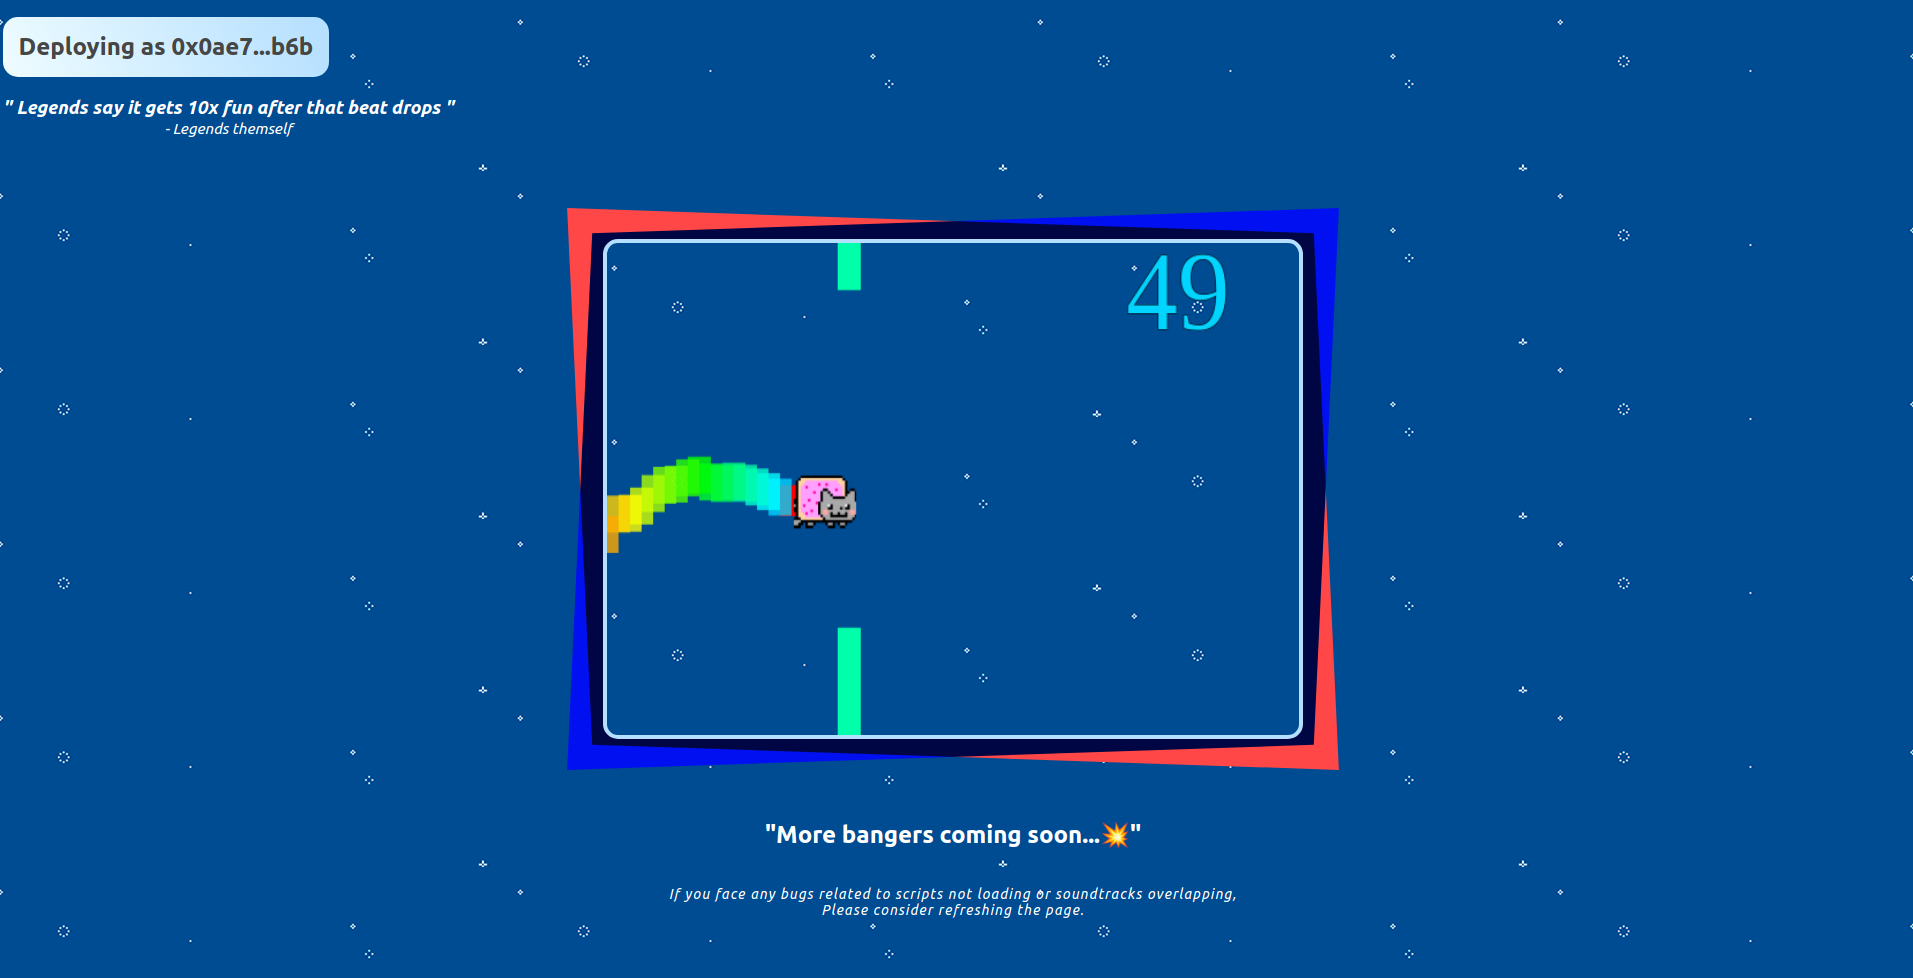 Deploying as 0x0ae7...b6b
" Legends say it gets 10x fun after that beat drops "
- Legends themself
49
"More bangers coming soon...💥"
If you face any bugs related to scripts not loading or soundtracks overlapping,
Please consider refreshing the page.